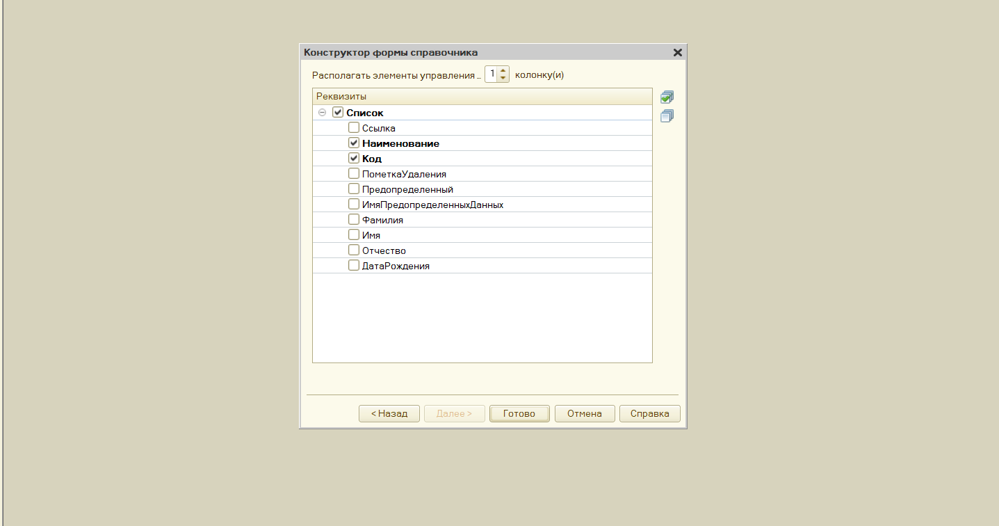 Конструктор формы справочника
Располагать элементы управления ... 1 колонку(и)
Реквизиты
Список
Ссылка
Наименование
Код
ПометкаУдаления
Предопределенный
ИмяПредопределенныхДанных
Фамилия
Имя
Отчество
ДатаРождения
< Назад Далее > Готово Отмена Справка